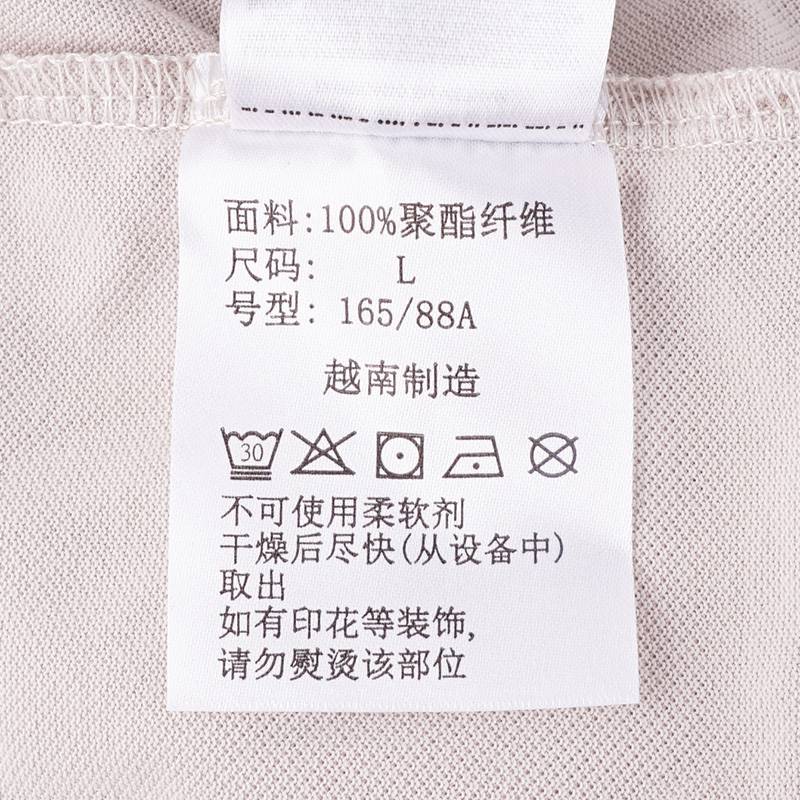 面料:100%聚酯纤维
尺码: L
号型: 165/88A
越南制造
30
不可使用柔软剂
干燥后尽快(从设备中)
取出
如有印花等装饰,
请勿熨烫该部位